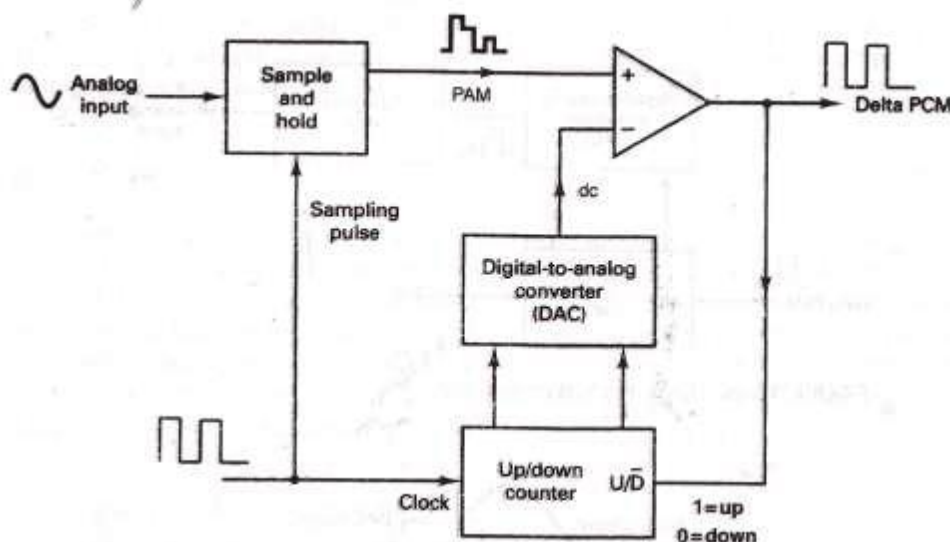 Analog
input
Sample
and
hold
PAM
+
−
Delta PCM
dc
Sampling
pulse
Digital-to-analog
converter
(DAC)
Up/down
counter
U/D̅
Clock
1=up
0=down